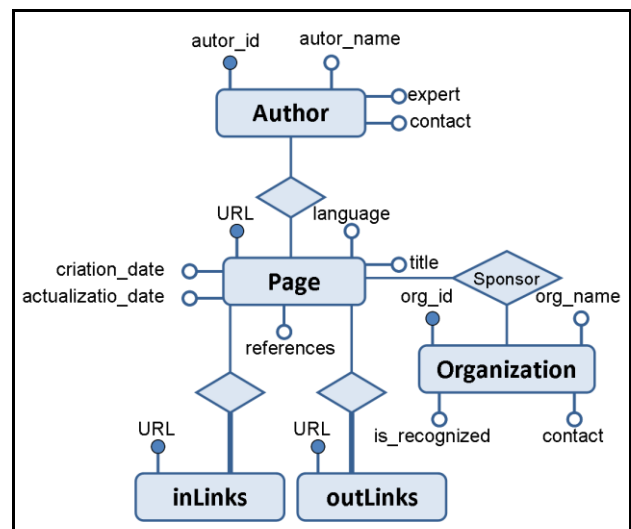 autor_id autor_name
expert
Author
contact
URL language
title
criation_date
Page
Sponsor
actualizatio_date
org_id org_name
references
Organization
URL URL
is_recognized contact
inLinks outLinks